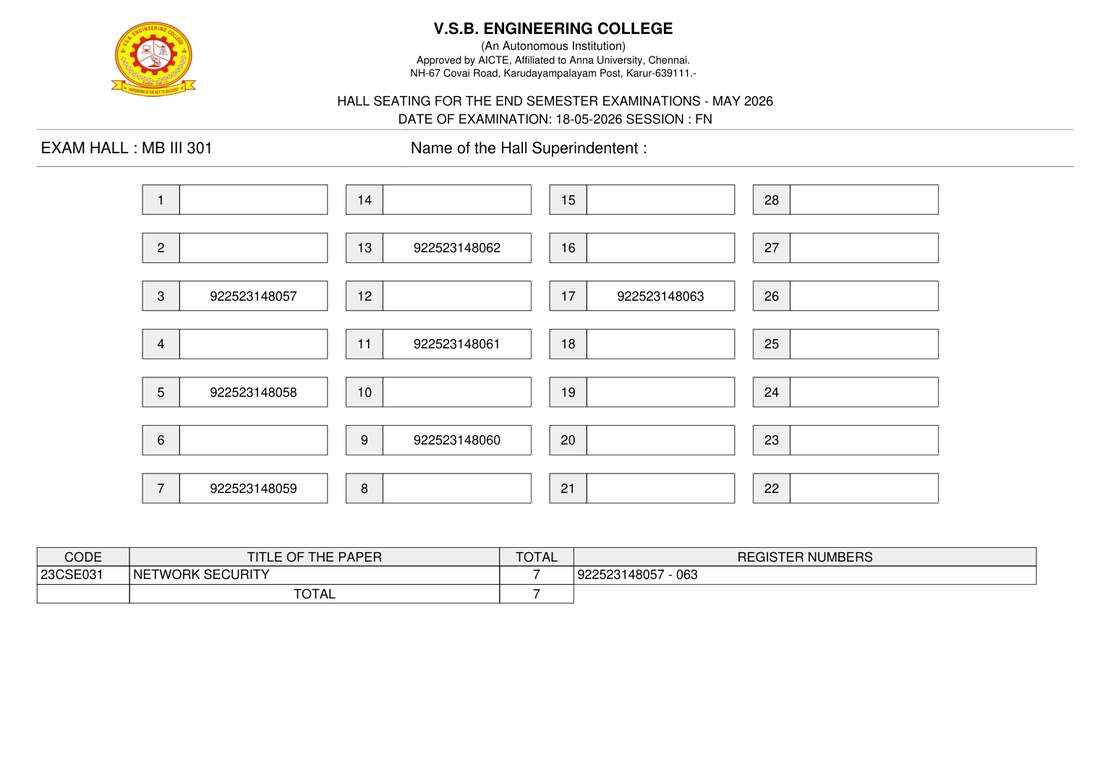 V.S.B. ENGINEERING COLLEGE
(An Autonomous Institution)
Approved by AICTE, Affiliated to Anna University, Chennai.
NH-67 Covai Road, Karudayampalayam Post, Karur-639111.-
HALL SEATING FOR THE END SEMESTER EXAMINATIONS - MAY 2026
DATE OF EXAMINATION: 18-05-2026 SESSION : FN
EXAM HALL : MB III 301 Name of the Hall Superindentent :
1 14 15 28
2 13 922523148062 16 27
3 922523148057 12 17 922523148063 26
4 11 922523148061 18 25
5 922523148058 10 19 24
6 9 922523148060 20 23
7 922523148059 8 21 22
CODE TITLE OF THE PAPER TOTAL REGISTER NUMBERS
23CSE031 NETWORK SECURITY 7 922523148057 - 063
TOTAL 7